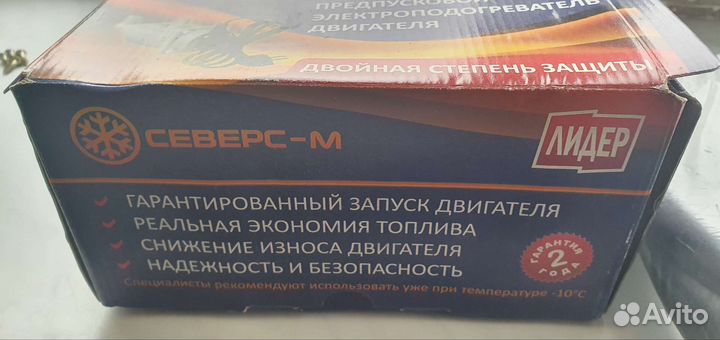 ПРЕДПУСКОВОЙ
ЭЛЕКТРОПОДОГРЕВАТЕЛЬ
ДВИГАТЕЛЯ
ДВОЙНАЯ СТЕПЕНЬ ЗАЩИТЫ
СЕВЕРС-М
ЛИДЕР
ГАРАНТИРОВАННЫЙ ЗАПУСК ДВИГАТЕЛЯ
РЕАЛЬНАЯ ЭКОНОМИЯ ТОПЛИВА
СНИЖЕНИЕ ИЗНОСА ДВИГАТЕЛЯ
НАДЕЖНОСТЬ И БЕЗОПАСНОСТЬ
ГАРАНТИЯ
2
ГОДА
Специалисты рекомендуют использовать уже при температуре -10°С
Avito